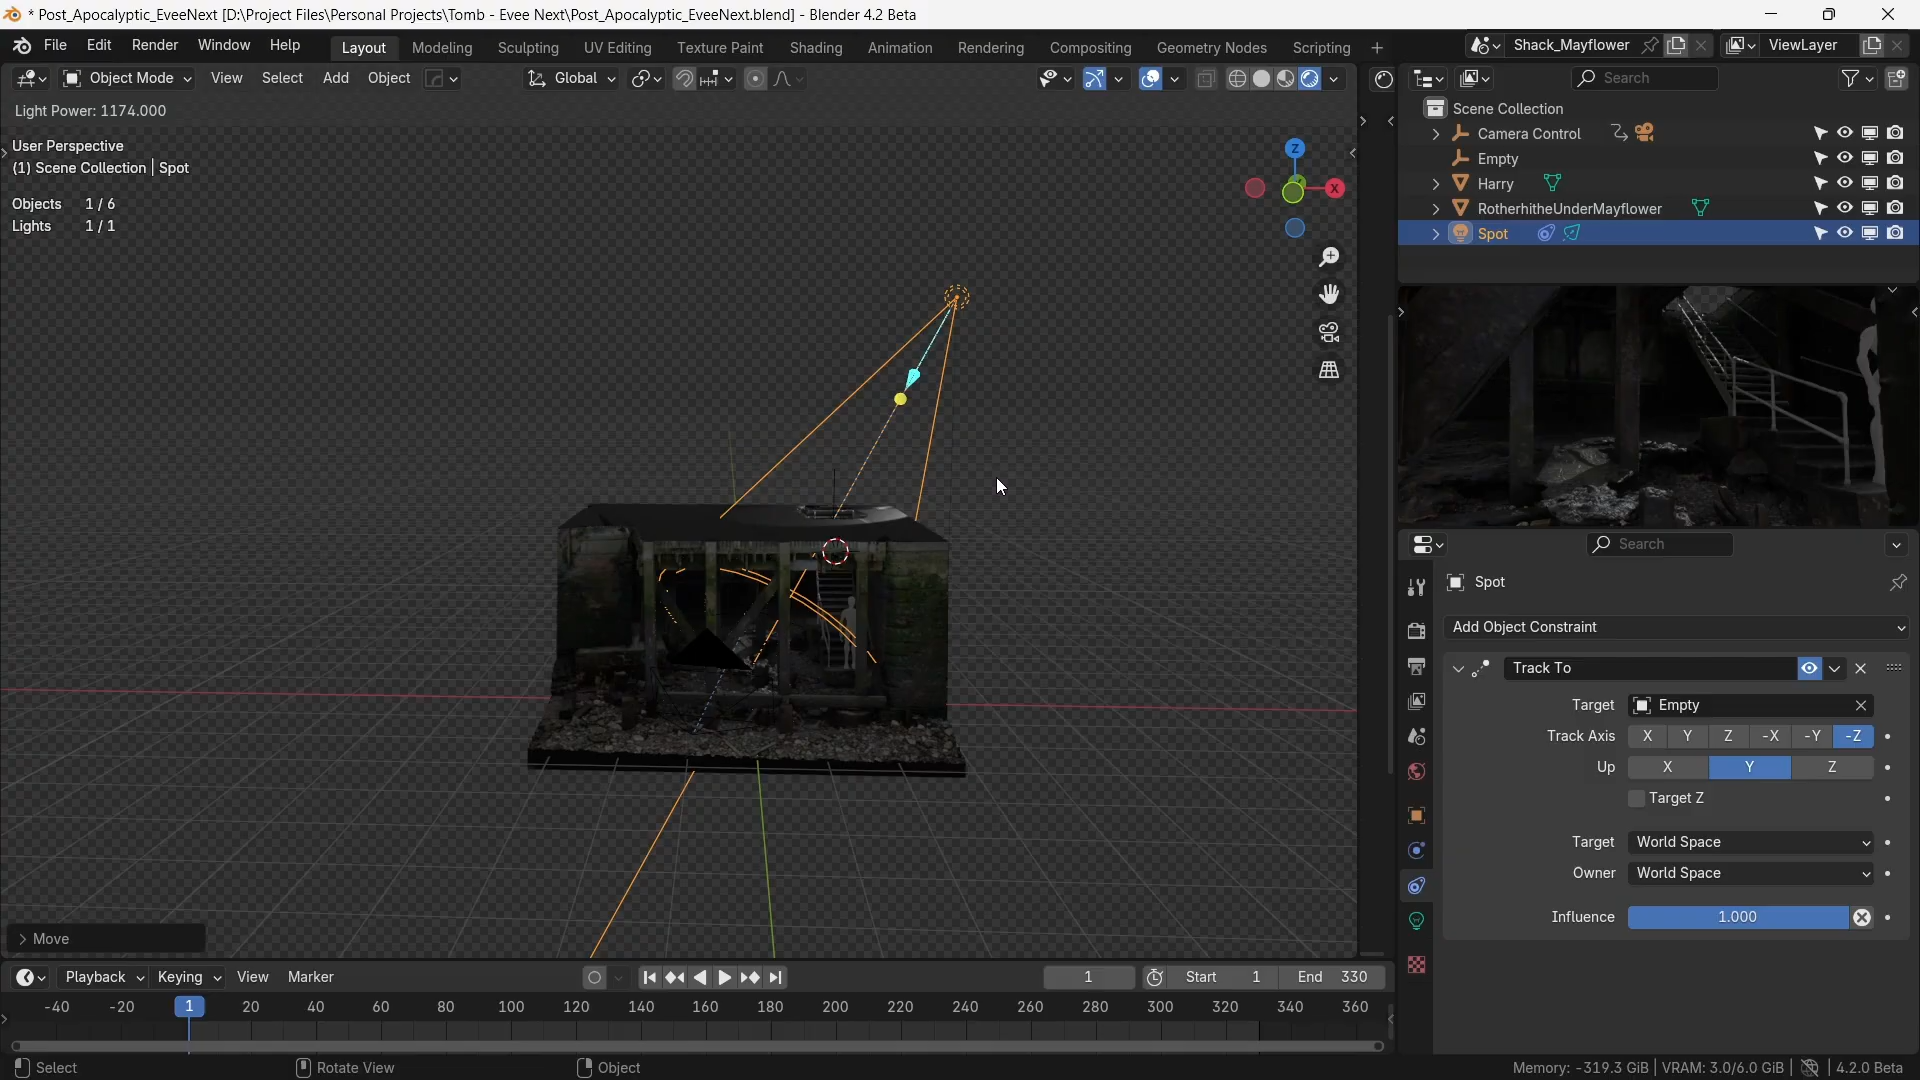 * Post_Apocalyptic_EveeNext [D:\Project Files\Personal Projects\Tomb - Evee Next\Post_Apocalyptic_EveeNext.blend] - Blender 4.2 Beta
File Edit Render Window Help Layout Modeling Sculpting UV Editing Texture Paint Shading Animation Rendering Compositing Geometry Nodes Scripting + Shack_Mayflower ViewLayer
Object Mode View Select Add Object Global Search
Light Power: 1174.000
User Perspective
(1) Scene Collection | Spot
Objects 1 / 6
Lights 1 / 1
Z
X
Scene Collection
Camera Control
Empty
Harry
RotherhitheUnderMayflower
Spot
Search
Spot
Add Object Constraint
Track To
Target Empty
Track Axis X Y Z -X -Y -Z
Up X Y Z
Target Z
Target World Space
Owner World Space
Influence 1.000
Move
Playback Keying View Marker 1 Start 1 End 330
-40 -20 1 20 40 60 80 100 120 140 160 180 200 220 240 260 280 300 320 340 360
Select Rotate View Object Memory: -319.3 GiB | VRAM: 3.0/6.0 GiB | 4.2.0 Beta